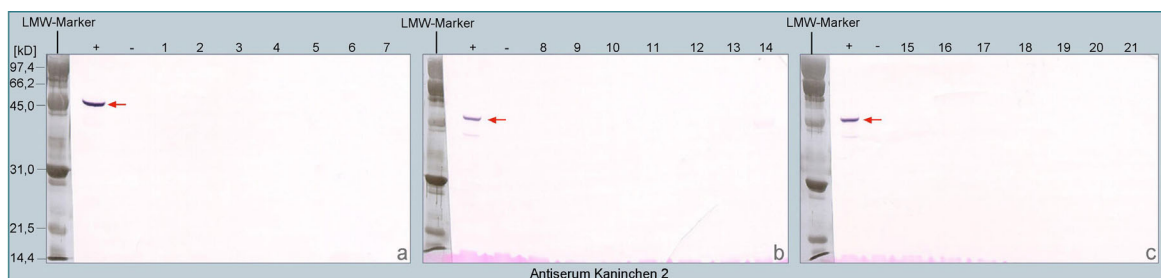 LMW-Marker LMW-Marker LMW-Marker
[kD] + - 1 2 3 4 5 6 7 + - 8 9 10 11 12 13 14 + - 15 16 17 18 19 20 21
97,4
66,2
45,0
31,0
21,5
14,4
a b c
Antiserum Kaninchen 2